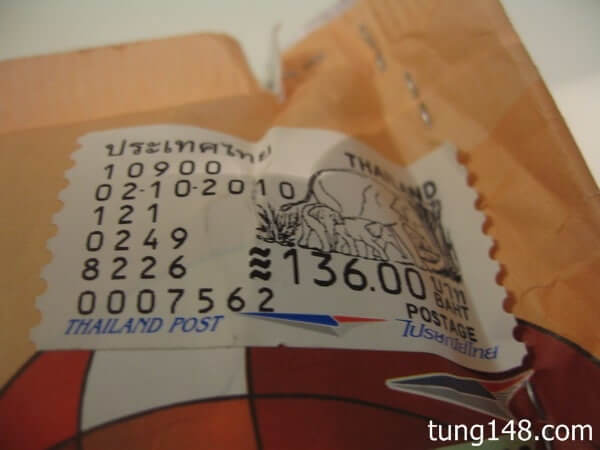 ประเทศไทย
THAILAND
10900
02-10-2010
121
0249
8226
136.00 บาท
BAHT
0007562
POSTAGE
THAILAND POST
ไปรษณีย์ไทย
tung148.com